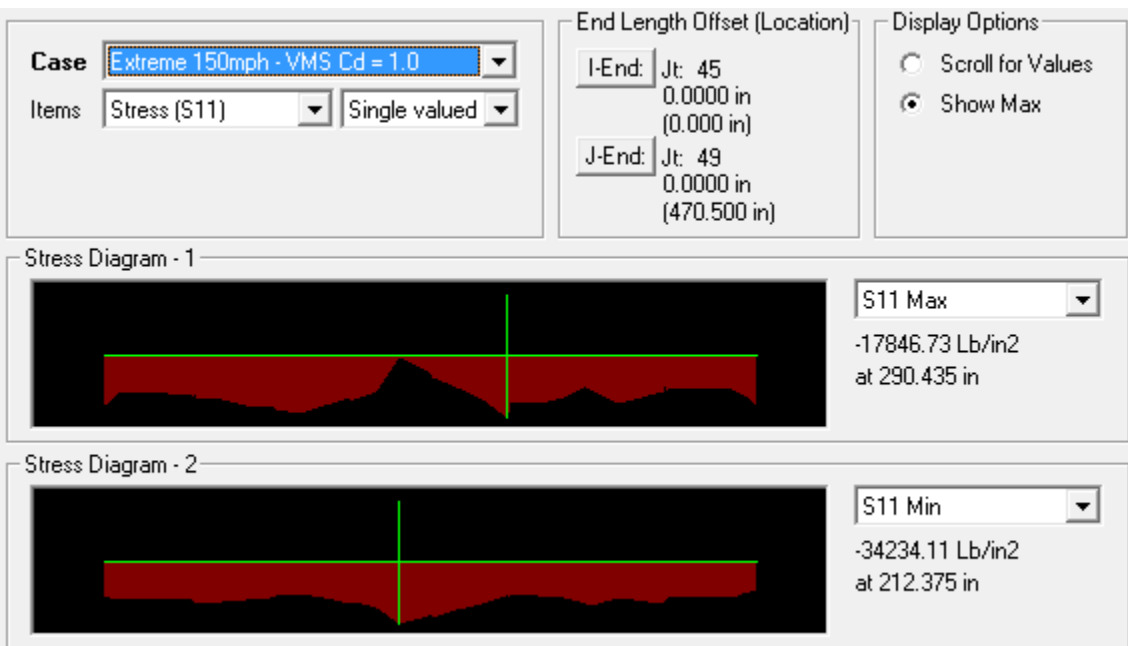 Case Extreme 150mph - VMS Cd = 1.0
Items Stress (S11) Single valued
End Length Offset (Location)
I-End: Jt: 45
0.0000 in
(0.000 in)
J-End: Jt: 49
0.0000 in
(470.500 in)
Display Options
Scroll for Values
Show Max
Stress Diagram - 1
S11 Max
-17846.73 Lb/in2
at 290.435 in
Stress Diagram - 2
S11 Min
-34234.11 Lb/in2
at 212.375 in